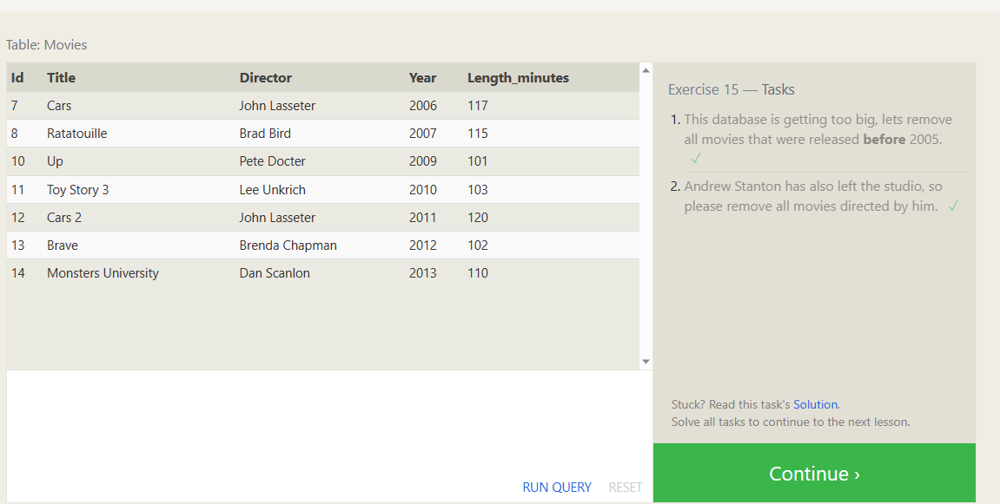 Table: Movies
Id Title Director Year Length_minutes
7 Cars John Lasseter 2006 117
8 Ratatouille Brad Bird 2007 115
10 Up Pete Docter 2009 101
11 Toy Story 3 Lee Unkrich 2010 103
12 Cars 2 John Lasseter 2011 120
13 Brave Brenda Chapman 2012 102
14 Monsters University Dan Scanlon 2013 110
RUN QUERY RESET
Exercise 15 — Tasks
1. This database is getting too big, lets remove
all movies that were released before 2005.
✓
2. Andrew Stanton has also left the studio, so
please remove all movies directed by him. ✓
Stuck? Read this task's Solution.
Solve all tasks to continue to the next lesson.
Continue ›